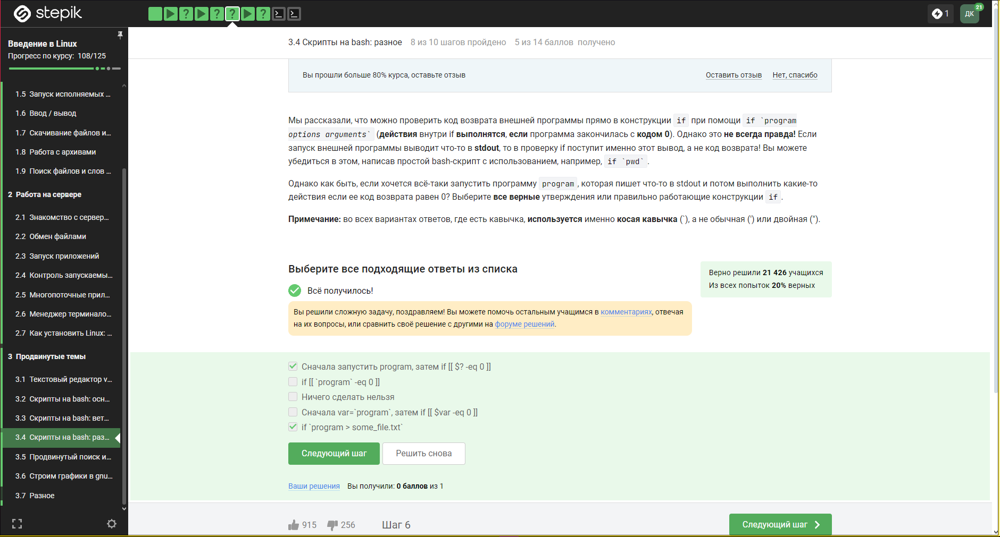 stepik
? ? ? ?
1
ДК
21
Введение в Linux
Прогресс по курсу: 108/125
1.5 Запуск исполняемых ...
1.6 Ввод / вывод
1.7 Скачивание файлов и...
1.8 Работа с архивами
1.9 Поиск файлов и слов ...
2 Работа на сервере
2.1 Знакомство с сервер...
2.2 Обмен файлами
2.3 Запуск приложений
2.4 Контроль запускаемы...
2.5 Многопоточные прил...
2.6 Менеджер терминало...
2.7 Как установить Linux: ...
3 Продвинутые темы
3.1 Текстовый редактор v...
3.2 Скрипты на bash: осн...
3.3 Скрипты на bash: вет...
3.4 Скрипты на bash: раз...
3.5 Продвинутый поиск и...
3.6 Строим графики в gnu...
3.7 Разное
3.4 Скрипты на bash: разное 8 из 10 шагов пройдено 5 из 14 баллов получено
Вы прошли больше 80% курса, оставьте отзыв Оставить отзыв Нет, спасибо
Мы рассказали, что можно проверить код возврата внешней программы прямо в конструкции if при помощи if `program
options arguments` (действия внутри if выполнятся, если программа закончилась с кодом 0). Однако это не всегда правда! Если
запуск внешней программы выводит что-то в stdout, то в проверку if поступит именно этот вывод, а не код возврата! Вы можете
убедиться в этом, написав простой bash-скрипт с использованием, например, if `pwd`.
Однако как быть, если хочется всё-таки запустить программу program, которая пишет что-то в stdout и потом выполнить какие-то
действия если ее код возврата равен 0? Выберите все верные утверждения или правильно работающие конструкции if.
Примечание: во всех вариантах ответов, где есть кавычка, используется именно косая кавычка (`), а не обычная (') или двойная (").
Выберите все подходящие ответы из списка
Верно решили 21 426 учащихся
Из всех попыток 20% верных
Всё получилось!
Вы решили сложную задачу, поздравляем! Вы можете помочь остальным учащимся в комментариях, отвечая
на их вопросы, или сравнить своё решение с другими на форуме решений.
Сначала запустить program, затем if [[ $? -eq 0 ]]
if [[ `program` -eq 0 ]]
Ничего сделать нельзя
Сначала var=`program`, затем if [[ $var -eq 0 ]]
if `program > some_file.txt`
Следующий шаг Решить снова
Ваши решения Вы получили: 0 баллов из 1
915 256 Шаг 6 Следующий шаг